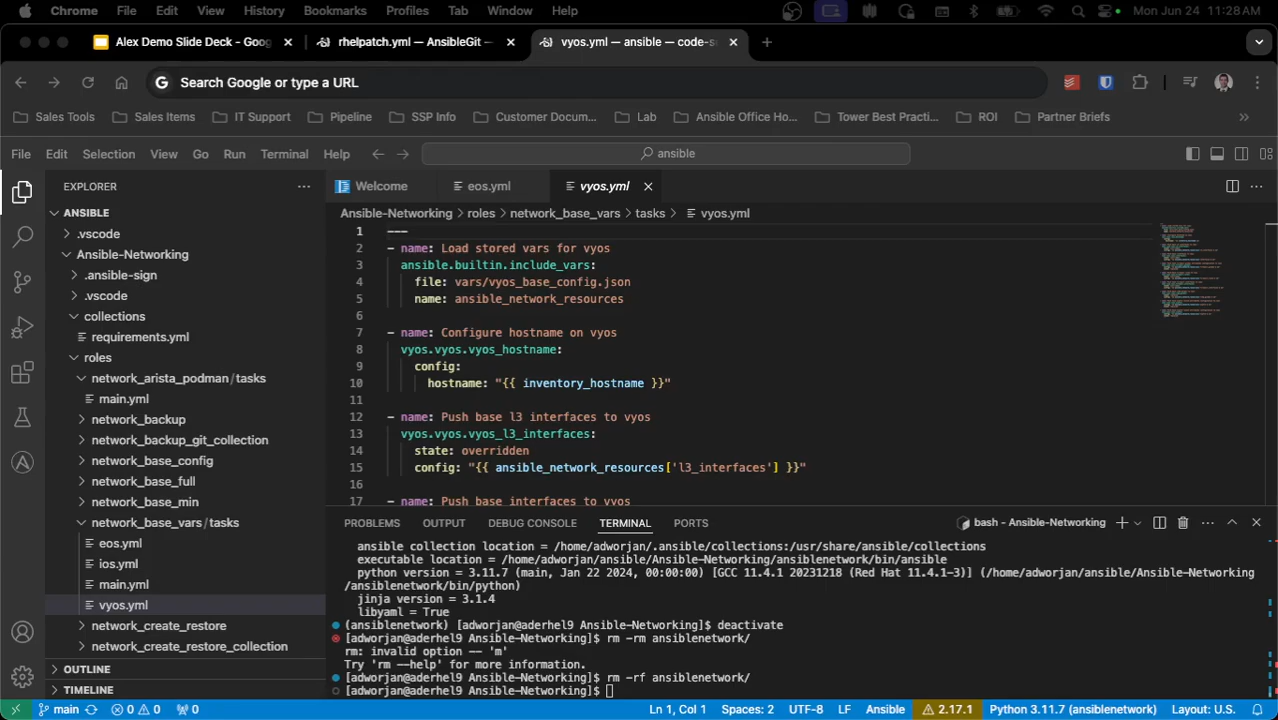 Chrome File Edit View History Bookmarks Profiles Tab Window Help Mon Jun 24 11:28 AM
Alex Demo Slide Deck - Goog rhelpatch.yml — AnsibleGit — vyos.yml — ansible — code-s
Search Google or type a URL
Sales Tools Sales Items IT Support Pipeline SSP Info Customer Docum... Lab Ansible Office Ho... Tower Best Practi... ROI Partner Briefs
File Edit Selection View Go Run Terminal Help ansible
EXPLORER
ANSIBLE
.vscode
Ansible-Networking
.ansible-sign
.vscode
collections
requirements.yml
roles
network_arista_podman/tasks
main.yml
network_backup
network_backup_git_collection
network_base_config
network_base_full
network_base_min
network_base_vars/tasks
eos.yml
ios.yml
main.yml
vyos.yml
network_create_restore
network_create_restore_collection
OUTLINE
TIMELINE
Welcome eos.yml vyos.yml
Ansible-Networking > roles > network_base_vars > tasks > vyos.yml
1 ---
2 - name: Load stored vars for vyos
3 ansible.builtin.include_vars:
4 file: vars/vyos_base_config.json
5 name: ansible_network_resources
6
7 - name: Configure hostname on vyos
8 vyos.vyos.vyos_hostname:
9 config:
10 hostname: "{{ inventory_hostname }}"
11
12 - name: Push base l3 interfaces to vyos
13 vyos.vyos.vyos_l3_interfaces:
14 state: overridden
15 config: "{{ ansible_network_resources['l3_interfaces'] }}"
16
17 - name: Push base interfaces to vyos
PROBLEMS OUTPUT DEBUG CONSOLE TERMINAL PORTS bash - Ansible-Networking
ansible collection location = /home/adworjan/.ansible/collections:/usr/share/ansible/collections
executable location = /home/adworjan/ansible/Ansible-Networking/ansiblenetwork/bin/ansible
python version = 3.11.7 (main, Jan 22 2024, 00:00:00) [GCC 11.4.1 20231218 (Red Hat 11.4.1-3)] (/home/adworjan/ansible/Ansible-Networking
/ansiblenetwork/bin/python)
jinja version = 3.1.4
libyaml = True
(ansiblenetwork) [adworjan@aderhel9 Ansible-Networking]$ deactivate
[adworjan@aderhel9 Ansible-Networking]$ rm -rm ansiblenetwork/
rm: invalid option -- 'm'
Try 'rm --help' for more information.
[adworjan@aderhel9 Ansible-Networking]$ rm -rf ansiblenetwork/
[adworjan@aderhel9 Ansible-Networking]$
main 0 0 0 Ln 1, Col 1 Spaces: 2 UTF-8 LF Ansible 2.17.1 Python 3.11.7 (ansiblenetwork) Layout: U.S.